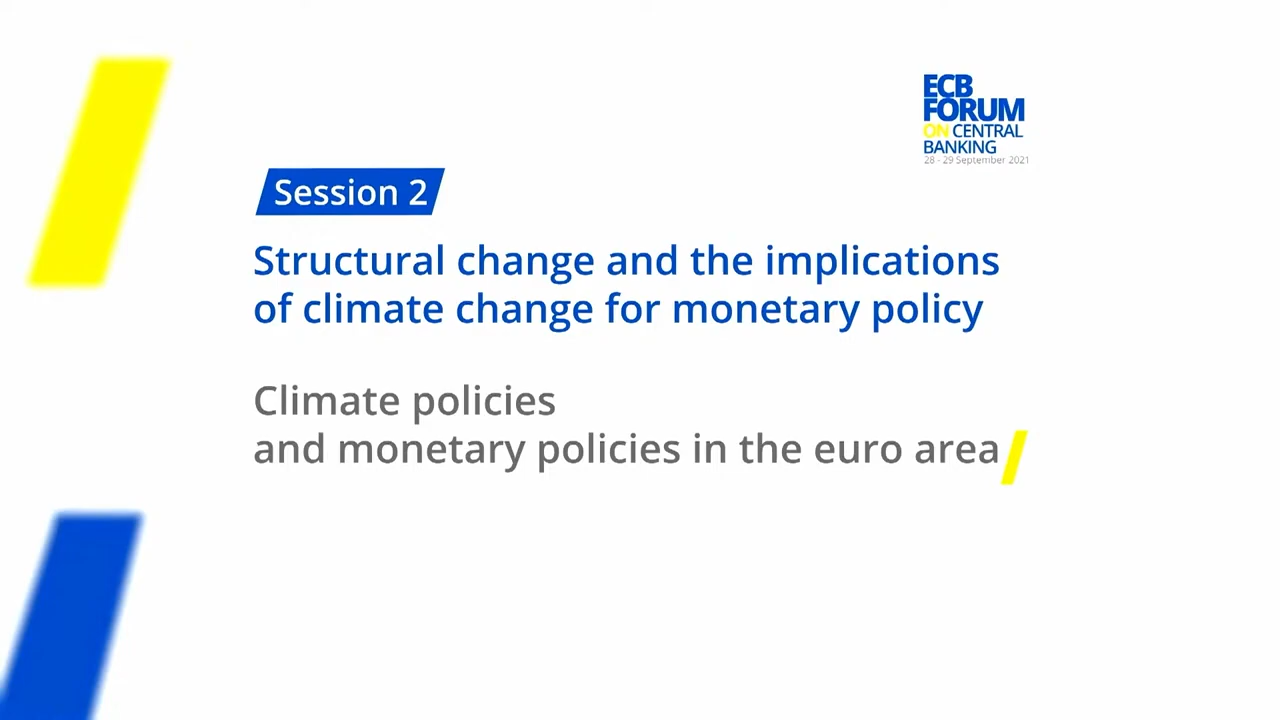 ECB
FORUM
ON CENTRAL
BANKING
28 - 29 September 2021
Session 2
Structural change and the implications
of climate change for monetary policy
Climate policies
and monetary policies in the euro area